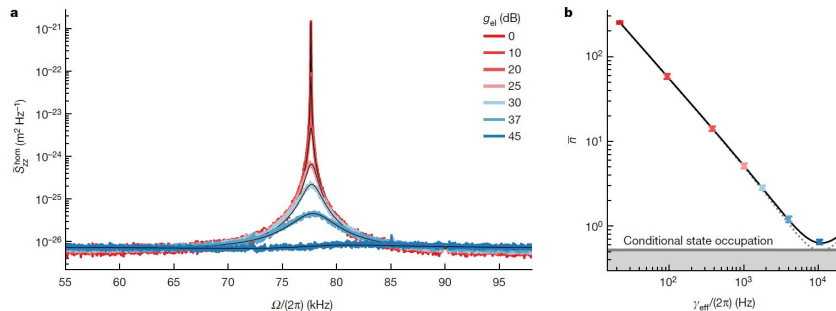 a
b
g_el (dB)
0
10
20
25
30
37
45
10⁻²¹
10⁻²²
10⁻²³
10⁻²⁴
10⁻²⁵
10⁻²⁶
S̄_zz^hom (m² Hz⁻¹)
55 60 65 70 75 80 85 90 95
Ω/(2π) (kHz)
10²
10¹
10⁰
n̄
Conditional state occupation
10² 10³ 10⁴
γ_eff/(2π) (Hz)